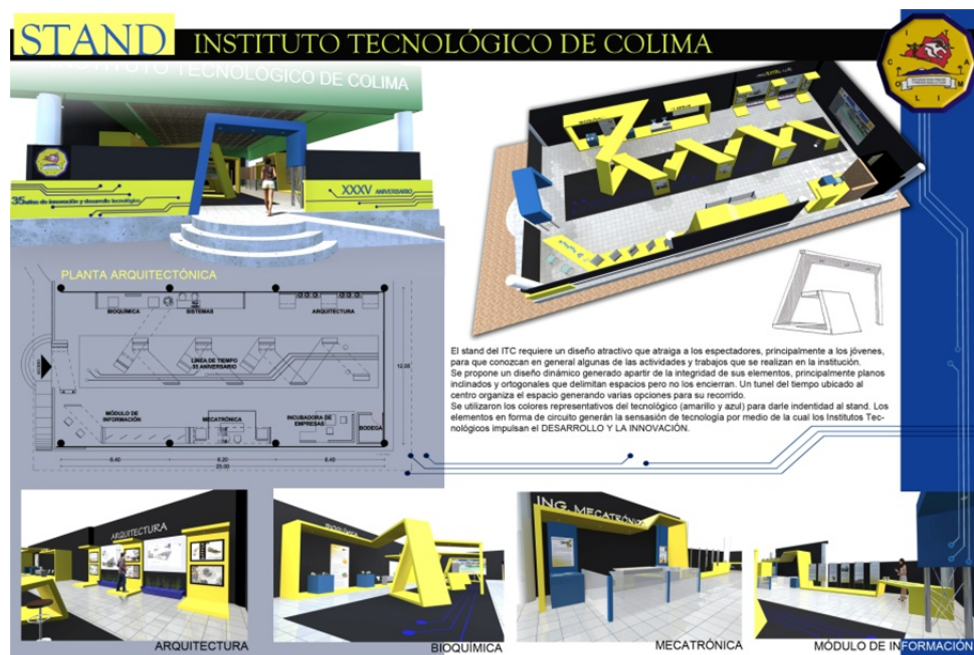 STAND INSTITUTO TECNOLÓGICO DE COLIMA
TECNOLÓGICO DE COLIMA
XXXV ANIVERSARIO
35 años de innovación y desarrollo tecnológico
C I T A
COLIM
PLANTA ARQUITECTÓNICA
BIOQUÍMICA
SISTEMAS
ARQUITECTURA
LÍNEA DE TIEMPO
35 ANIVERSARIO
MÓDULO DE
INFORMACIÓN
MECATRÓNICA
INCUBADORA DE
EMPRESAS
BODEGA
12.00
8.40
8.20
8.40
25.00
El stand del ITC requiere un diseño atractivo que atraiga a los espectadores, principalmente a los jóvenes,
para que conozcan en general algunas de las actividades y trabajos que se realizan en la institución.
Se propone un diseño dinámico generado apartir de la integridad de sus elementos, principalmente planos
inclinados y ortogonales que delimitan espacios pero no los encierran. Un tunel del tiempo ubicado al
centro organiza el espacio generando varias opciones para su recorrido.
Se utilizaron los colores representativos del tecnológico (amarillo y azul) para darle indentidad al stand. Los
elementos en forma de circuito generán la sensasión de tecnología por medio de la cual los Institutos Tec-
nológicos impulsan el DESARROLLO Y LA INNOVACIÓN.
ARQUITECTURA
BIOQUÍMICA
ING. MECATRÓNICA
ARQUITECTURA
BIOQUÍMICA
MECATRÓNICA
MÓDULO DE INFORMACIÓN